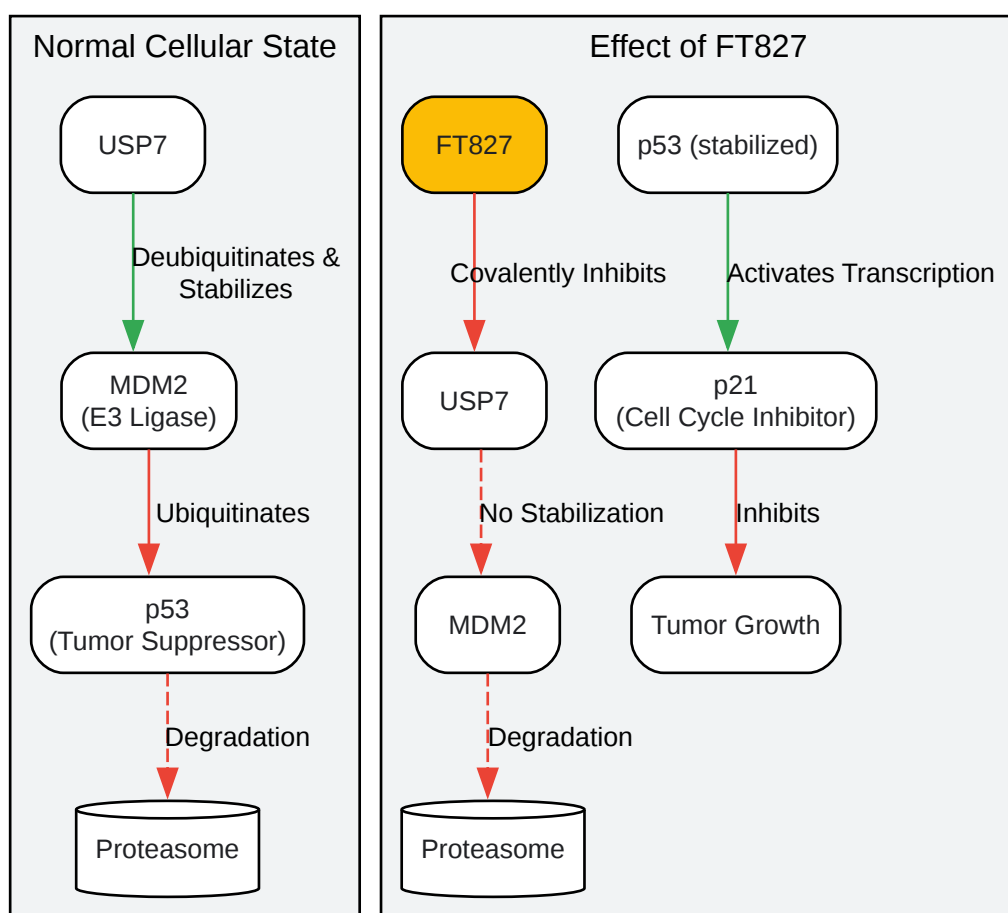 Normal Cellular State
USP7
Deubiquitinates &
Stabilizes
MDM2
(E3 Ligase)
Ubiquitinates
p53
(Tumor Suppressor)
Degradation
Proteasome
Effect of FT827
FT827
Covalently Inhibits
USP7
No Stabilization
MDM2
Degradation
Proteasome
p53 (stabilized)
Activates Transcription
p21
(Cell Cycle Inhibitor)
Inhibits
Tumor Growth